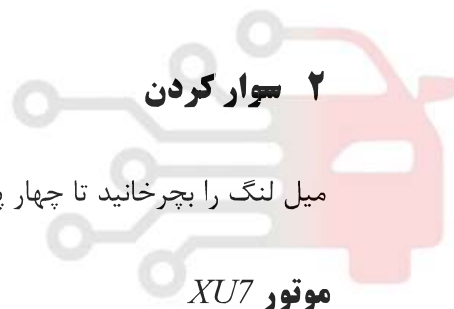 ۲ سوار کردن
میل لنگ را بچرخانید تا چهار
موتور XU7